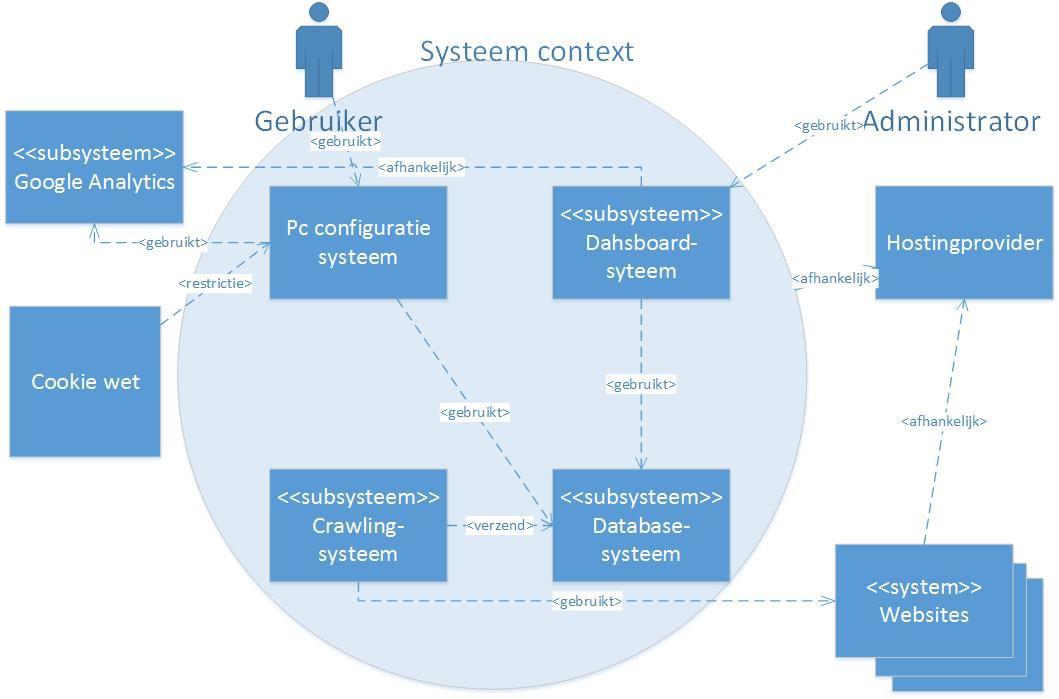 Systeem context
Gebruiker
Administrator
<gebruikt>
<gebruikt>
<<subsysteem>>
Google Analytics
<afhankelijk>
Pc configuratie
systeem
<<subsysteem>>
Dahsboard-
syteem
Hostingprovider
<gebruikt>
<restrictie>
<afhankelijk>
Cookie wet
<gebruikt>
<gebruikt>
<afhankelijk>
<<subsysteem>>
Crawling-
systeem
<verzend>
<<subsysteem>>
Database-
systeem
<gebruikt>
<<system>>
Websites